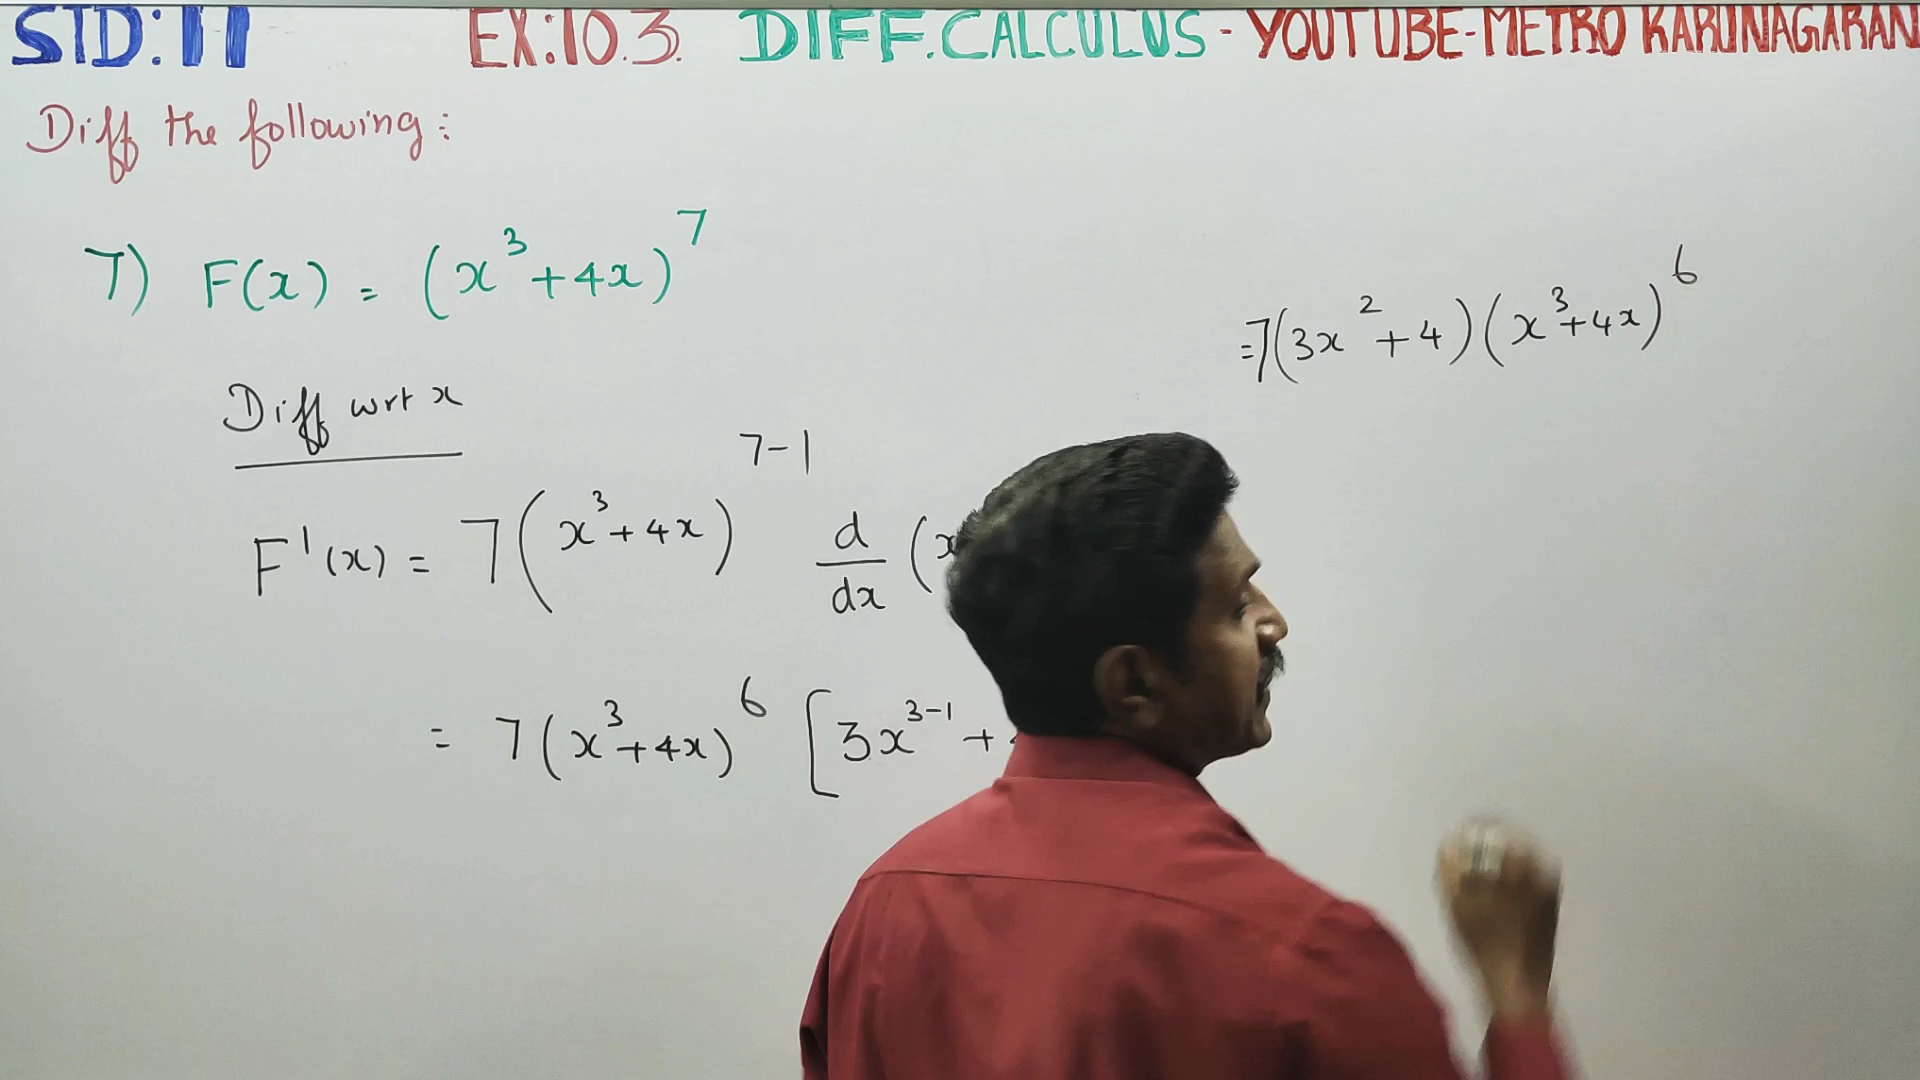 STD:11 EX:10.3. DIFF.CALCULUS - YOUTUBE-METRO KARUNAGARAN
Diff the following:
7) F(x) = (x³+4x)⁷
=7(3x²+4)(x³+4x)⁶
Diff wrt x
F'(x) = 7(x³+4x)⁷⁻¹ d/dx (x
= 7(x³+4x)⁶ [3x³⁻¹ +